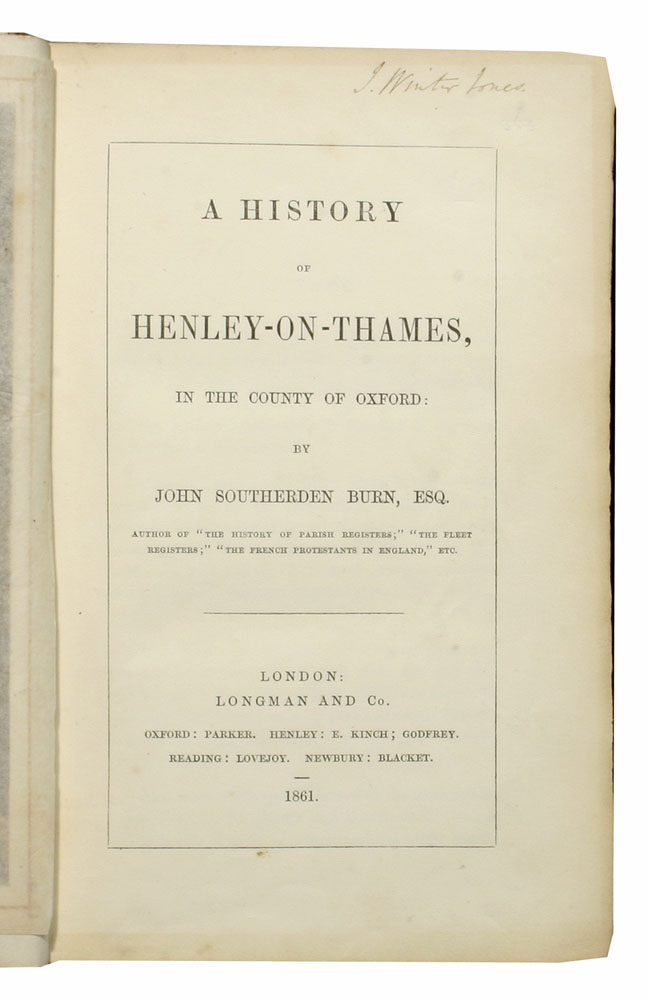 J. Winter Jones.
A HISTORY
OF
HENLEY-ON-THAMES,
IN THE COUNTY OF OXFORD:
BY
JOHN SOUTHERDEN BURN, ESQ.
AUTHOR OF "THE HISTORY OF PARISH REGISTERS;" "THE FLEET
REGISTERS;" "THE FRENCH PROTESTANTS IN ENGLAND," ETC.
LONDON:
LONGMAN AND Co.
OXFORD: PARKER. HENLEY: E. KINCH; GODFREY.
READING: LOVEJOY. NEWBURY: BLACKET.
1861.